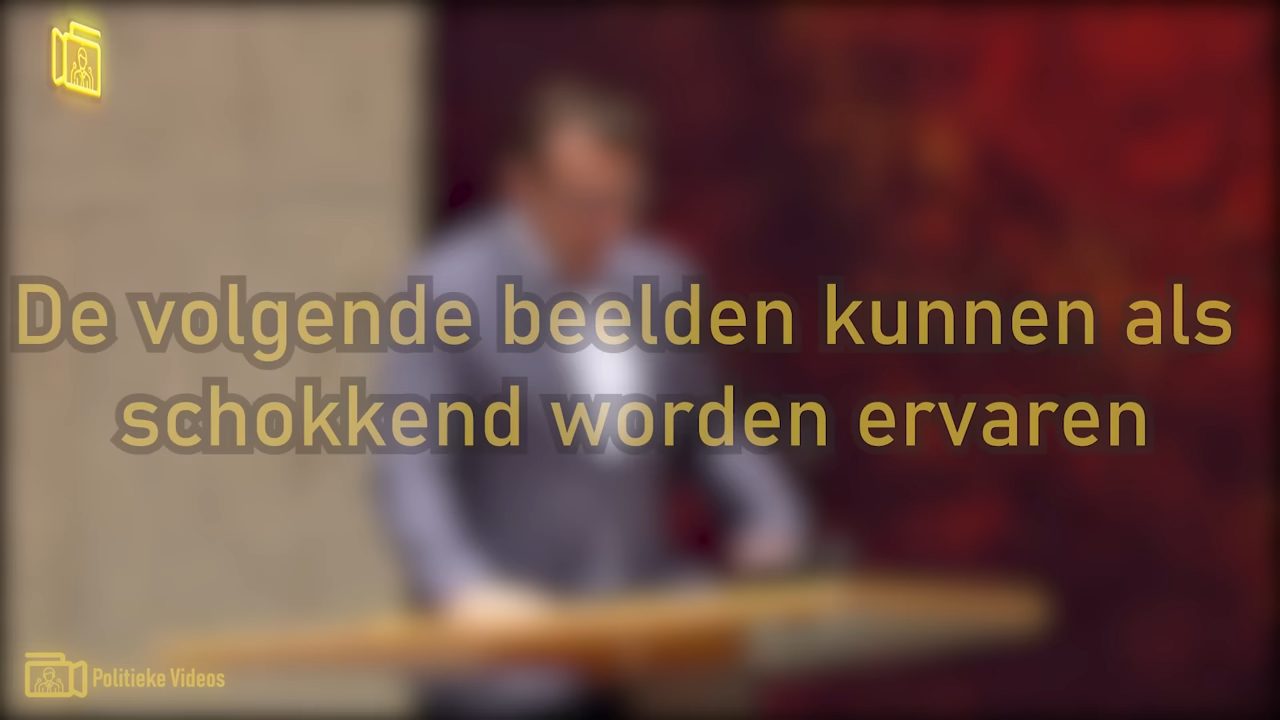 De volgende beelden kunnen als
schokkend worden ervaren
Politieke Videos